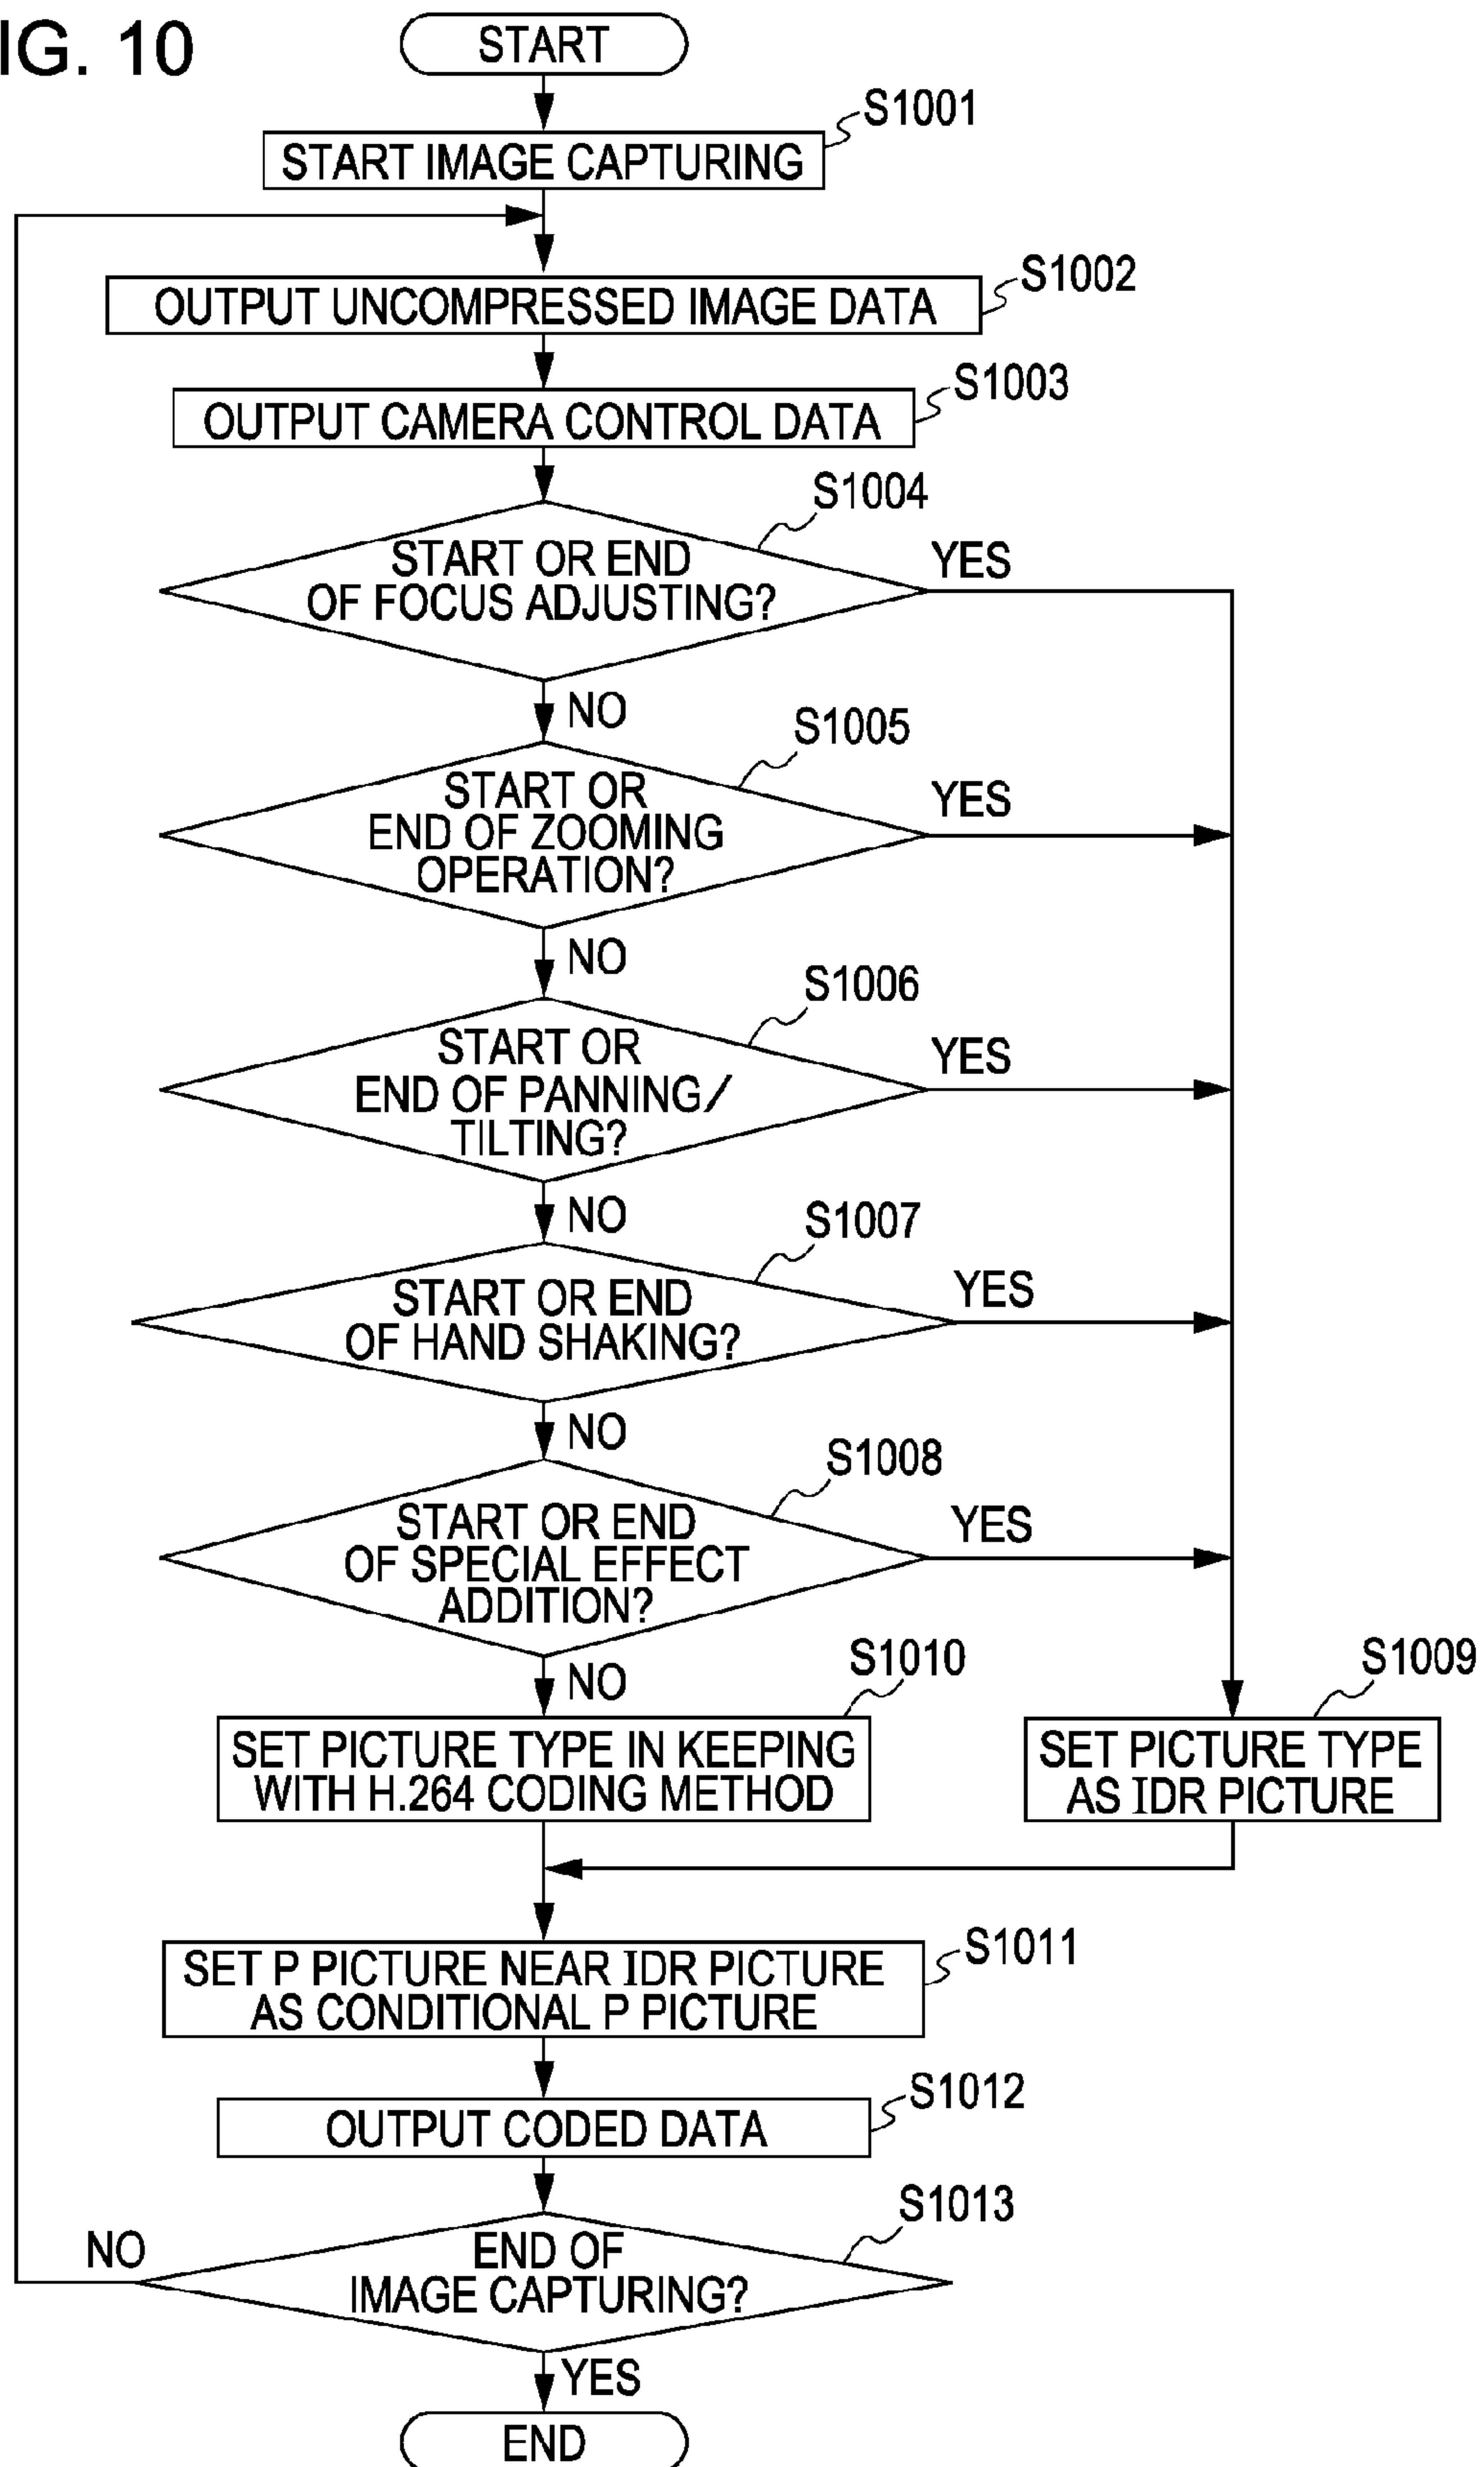 IG. 10
START
S1001
START IMAGE CAPTURING
S1002
OUTPUT UNCOMPRESSED IMAGE DATA
S1003
OUTPUT CAMERA CONTROL DATA
S1004
START OR END
OF FOCUS ADJUSTING?
YES
NO
S1005
START OR
END OF ZOOMING
OPERATION?
YES
NO
S1006
START OR
END OF PANNING/
TILTING?
YES
NO
S1007
START OR END
OF HAND SHAKING?
YES
NO
S1008
START OR END
OF SPECIAL EFFECT
ADDITION?
YES
NO
S1010
SET PICTURE TYPE IN KEEPING
WITH H.264 CODING METHOD
S1009
SET PICTURE TYPE
AS IDR PICTURE
S1011
SET P PICTURE NEAR IDR PICTURE
AS CONDITIONAL P PICTURE
S1012
OUTPUT CODED DATA
S1013
END OF
IMAGE CAPTURING?
NO
YES
END